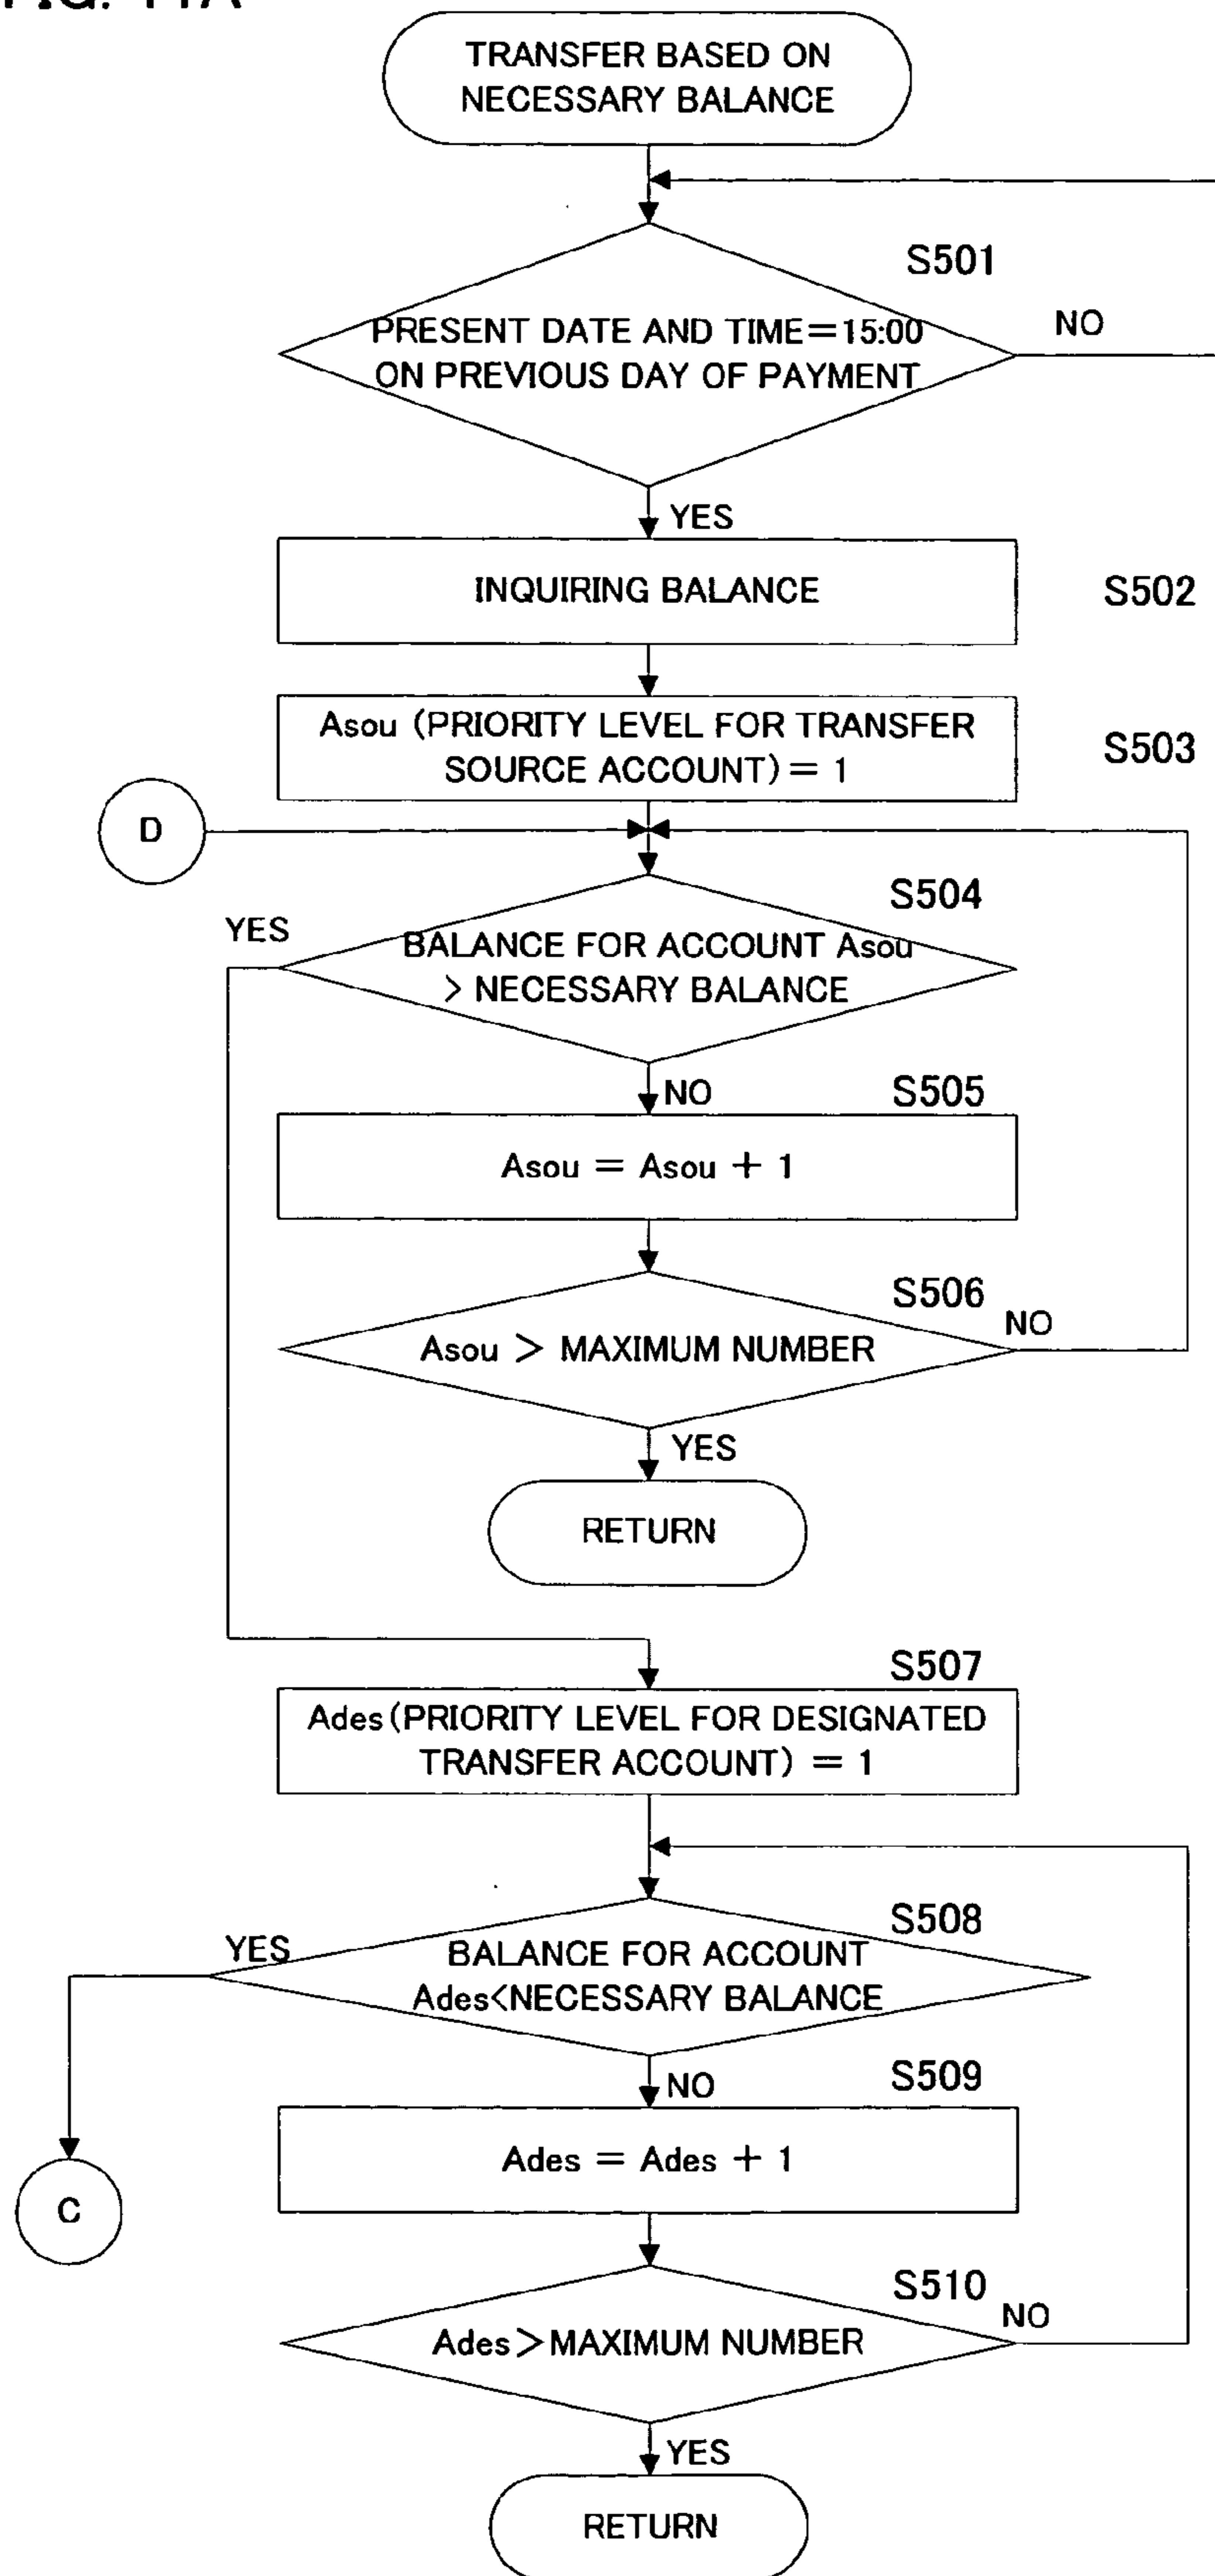 TRANSFER BASED ON
NECESSARY BALANCE
S501
PRESENT DATE AND TIME=15:00
ON PREVIOUS DAY OF PAYMENT
NO
YES
INQUIRING BALANCE
S502
Asou (PRIORITY LEVEL FOR TRANSFER
SOURCE ACCOUNT) = 1
S503
D
S504
YES
BALANCE FOR ACCOUNT Asou
> NECESSARY BALANCE
NO
S505
Asou = Asou + 1
S506
NO
Asou > MAXIMUM NUMBER
YES
RETURN
S507
Ades(PRIORITY LEVEL FOR DESIGNATED
TRANSFER ACCOUNT) = 1
S508
YES
BALANCE FOR ACCOUNT
Ades<NECESSARY BALANCE
NO
S509
Ades = Ades + 1
C
S510
NO
Ades>MAXIMUM NUMBER
YES
RETURN